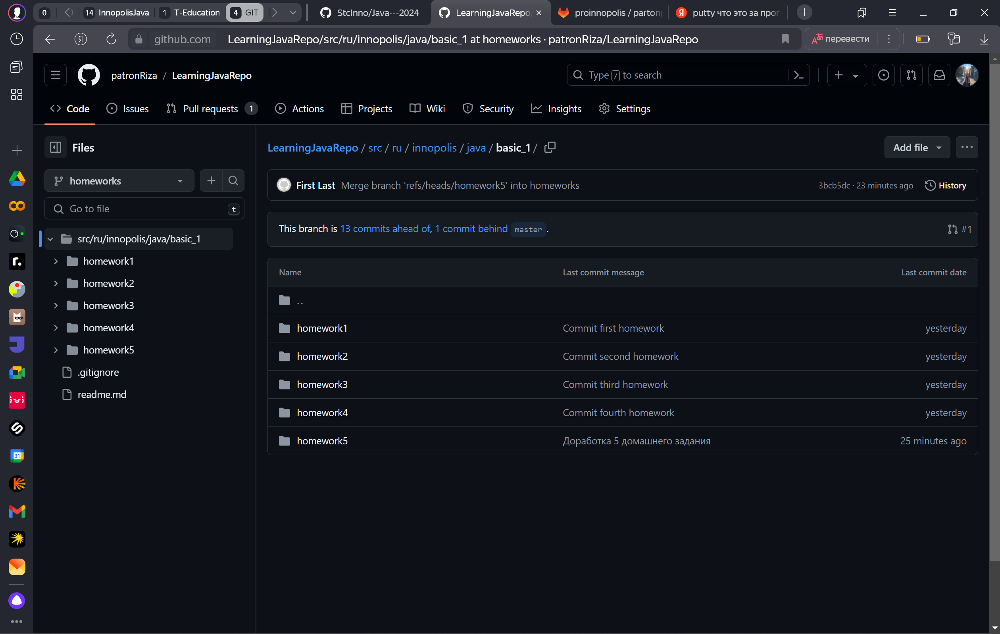 0 14 InnopolisJava 1 T-Education 4 GIT StcInno/Java---2024 LearningJavaRepo/ proinnopolis / parton Я putty что это за прог
Я github.com LearningJavaRepo/src/ru/innopolis/java/basic_1 at homeworks · patronRiza/LearningJavaRepo перевести
patronRiza / LearningJavaRepo Type / to search
Code Issues Pull requests 1 Actions Projects Wiki Security Insights Settings
Files
homeworks
Go to file t
src/ru/innopolis/java/basic_1
homework1
homework2
homework3
homework4
homework5
.gitignore
readme.md
LearningJavaRepo / src / ru / innopolis / java / basic_1 / Add file
First Last Merge branch 'refs/heads/homework5' into homeworks 3bcb5dc · 23 minutes ago History
This branch is 13 commits ahead of, 1 commit behind master . #1
Name Last commit message Last commit date
..
homework1 Commit first homework yesterday
homework2 Commit second homework yesterday
homework3 Commit third homework yesterday
homework4 Commit fourth homework yesterday
homework5 Доработка 5 домашнего задания 25 minutes ago
r.
ivi
31